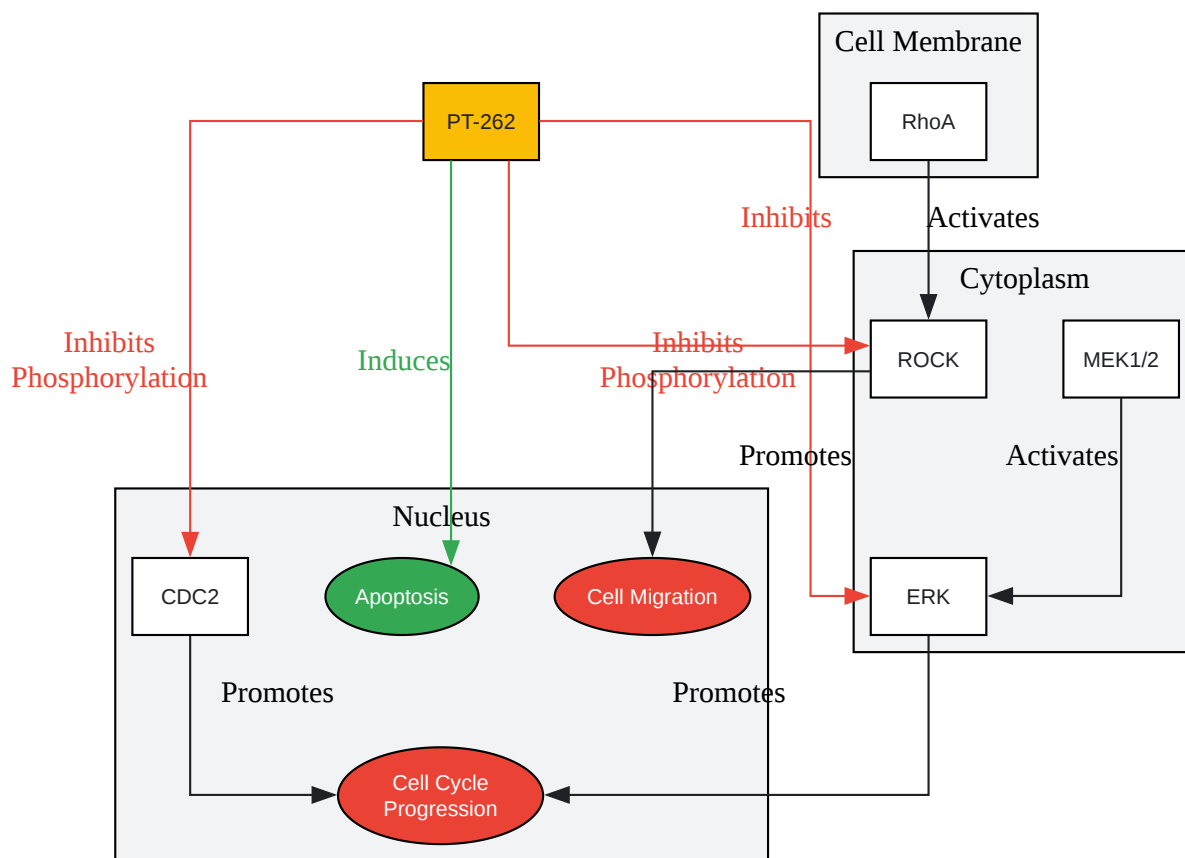 Cell Membrane
PT-262
RhoA
Inhibits
Activates
Cytoplasm
Inhibits
Phosphorylation
Induces
Inhibits
Phosphorylation
ROCK
MEK1/2
Promotes
Activates
Nucleus
CDC2
Apoptosis
Cell Migration
ERK
Promotes
Promotes
Cell Cycle
Progression